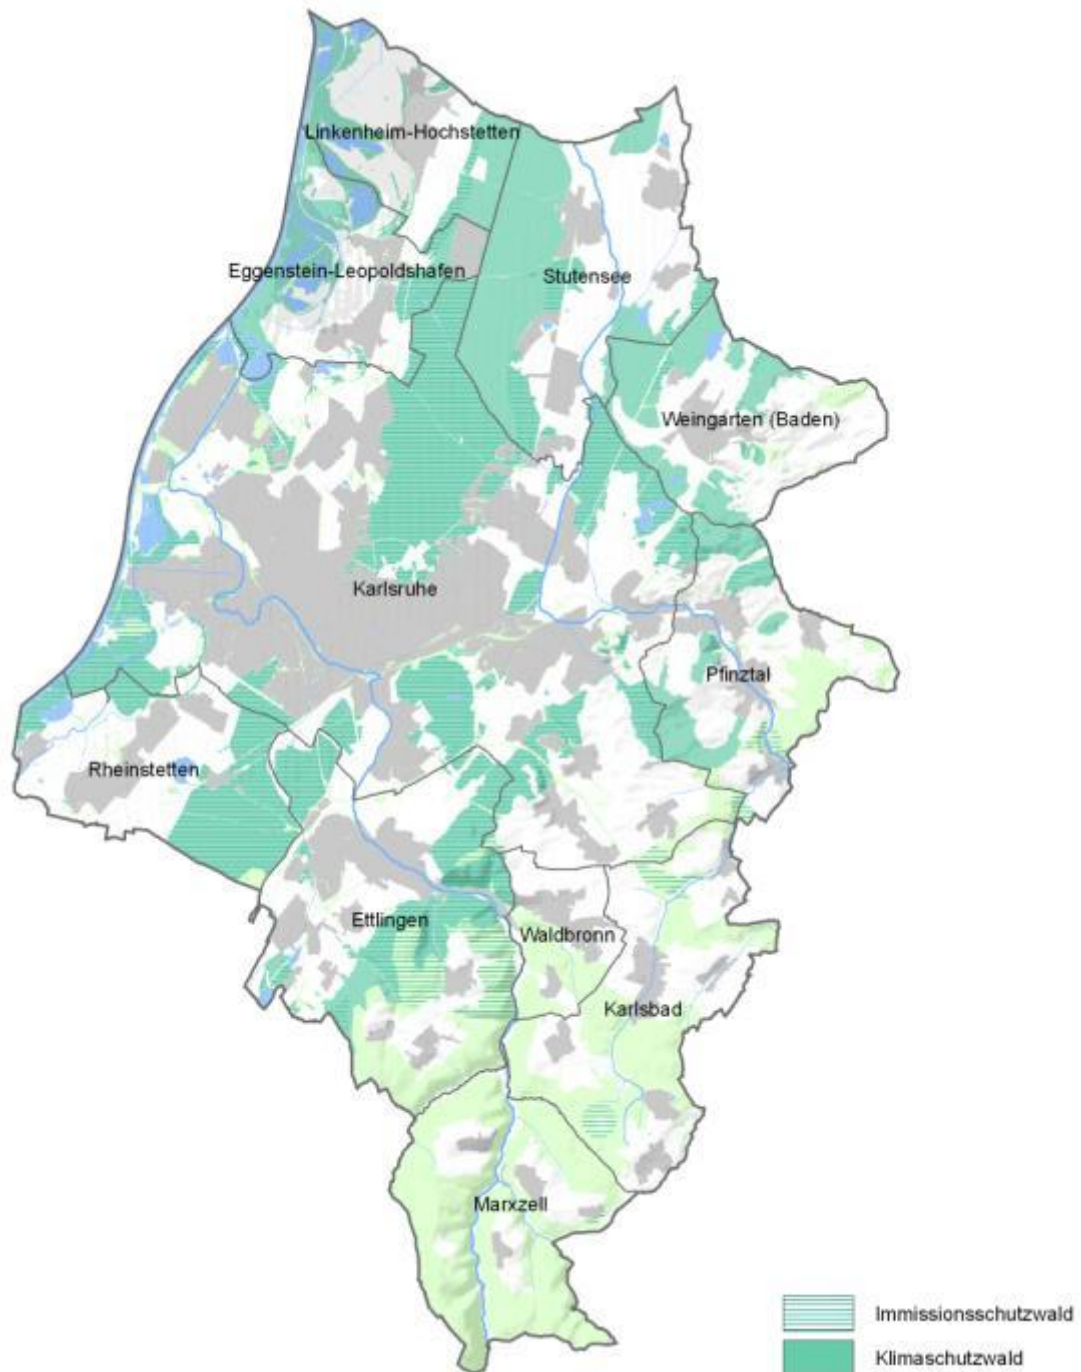 Linkenheim-Hochstetten
Eggenstein-Leopoldshafen
Stutensee
Weingarten (Baden)
Karlsruhe
Pfinztal
Rheinstetten
Ettlingen
Waldbronn
Karlsbad
Marxzell
Immissionsschutzwald
Klimaschutzwald